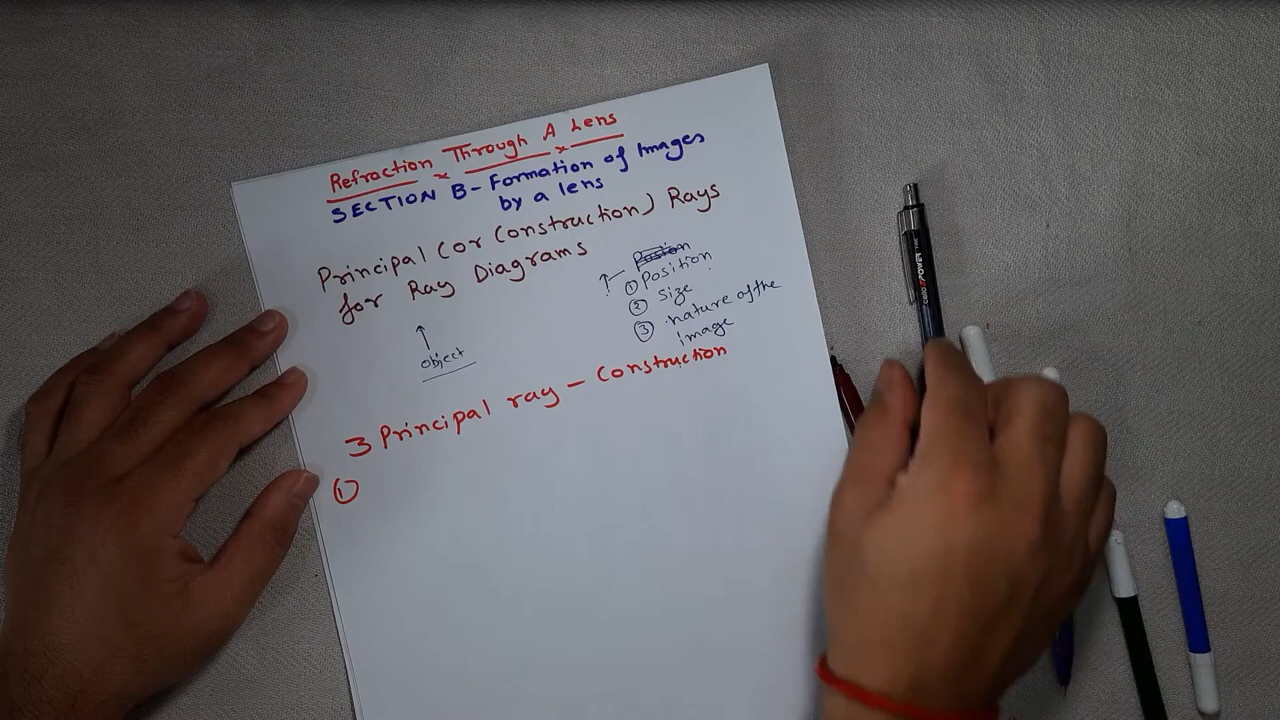 Refraction Through A Lens
SECTION B - Formation of Images
by a lens
Principal (or Construction) Rays
for Ray Diagrams
① Position
② size
③ nature of the
image
object
3 Principal ray - Construction
①